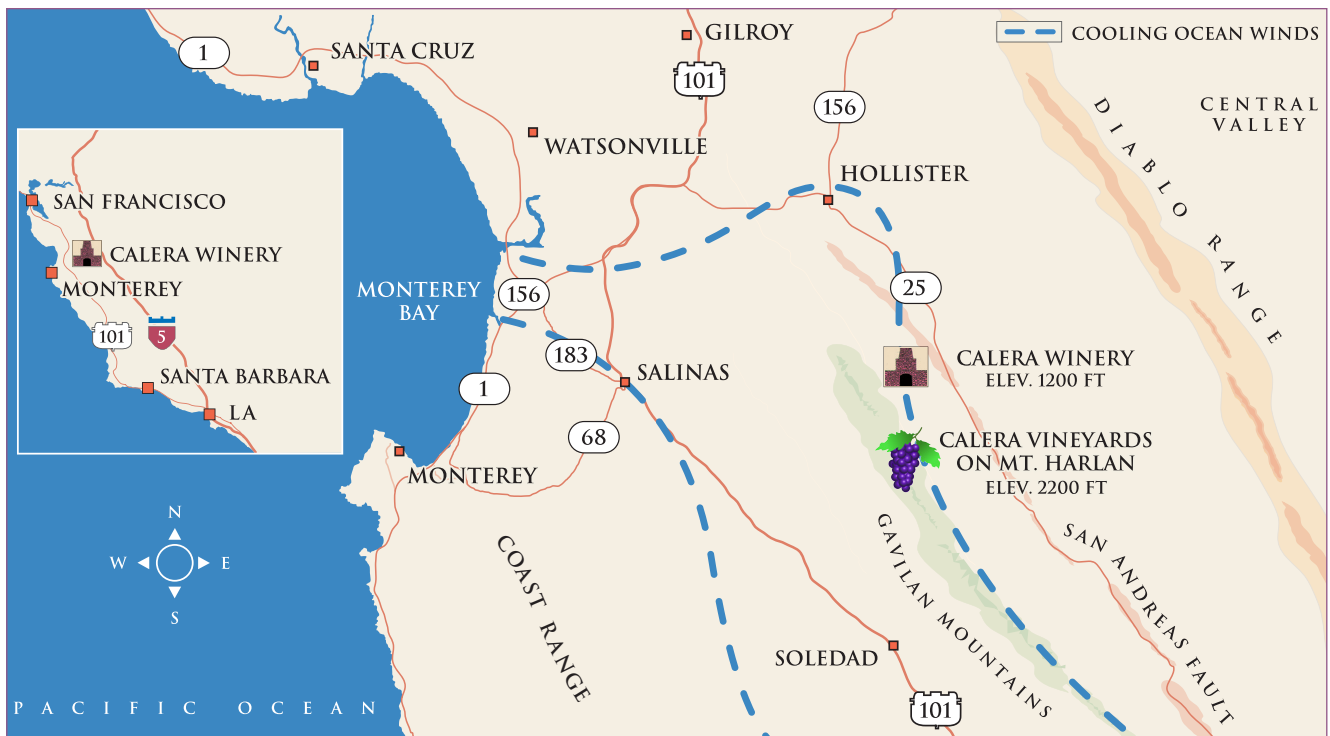 COOLING OCEAN WINDS
1
SANTA CRUZ
GILROY
101
156
CENTRAL
VALLEY
DIABLO RANGE
WATSONVILLE
HOLLISTER
SAN FRANCISCO
CALERA WINERY
MONTEREY
101
5
SANTA BARBARA
LA
MONTEREY
BAY
156
25
183
1
SALINAS
68
CALERA WINERY
ELEV. 1200 FT
CALERA VINEYARDS
ON MT. HARLAN
ELEV. 2200 FT
MONTEREY
N
W
E
S
COAST RANGE
GAVILAN MOUNTAINS
SAN ANDREAS FAULT
SOLEDAD
101
PACIFIC OCEAN